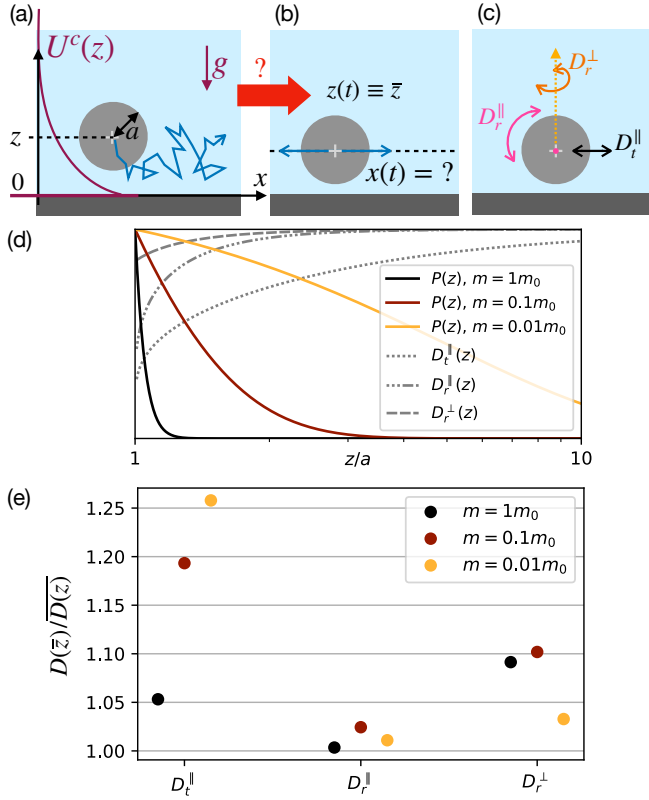 (a)
(b)
(c)
U^c(z)
g
?
z(t) ≡ z̄
D_r^⊥
D_r^∥
D_t^∥
a
z
0
x
x(t) = ?
(d)
P(z), m = 1m_0
P(z), m = 0.1m_0
P(z), m = 0.01m_0
D_t^∥(z)
D_r^∥(z)
D_r^⊥(z)
1
z/a
10
(e)
D(z̄)/\overline{D(z)}
1.25
1.20
1.15
1.10
1.05
1.00
m = 1m_0
m = 0.1m_0
m = 0.01m_0
D_t^∥
D_r^∥
D_r^⊥